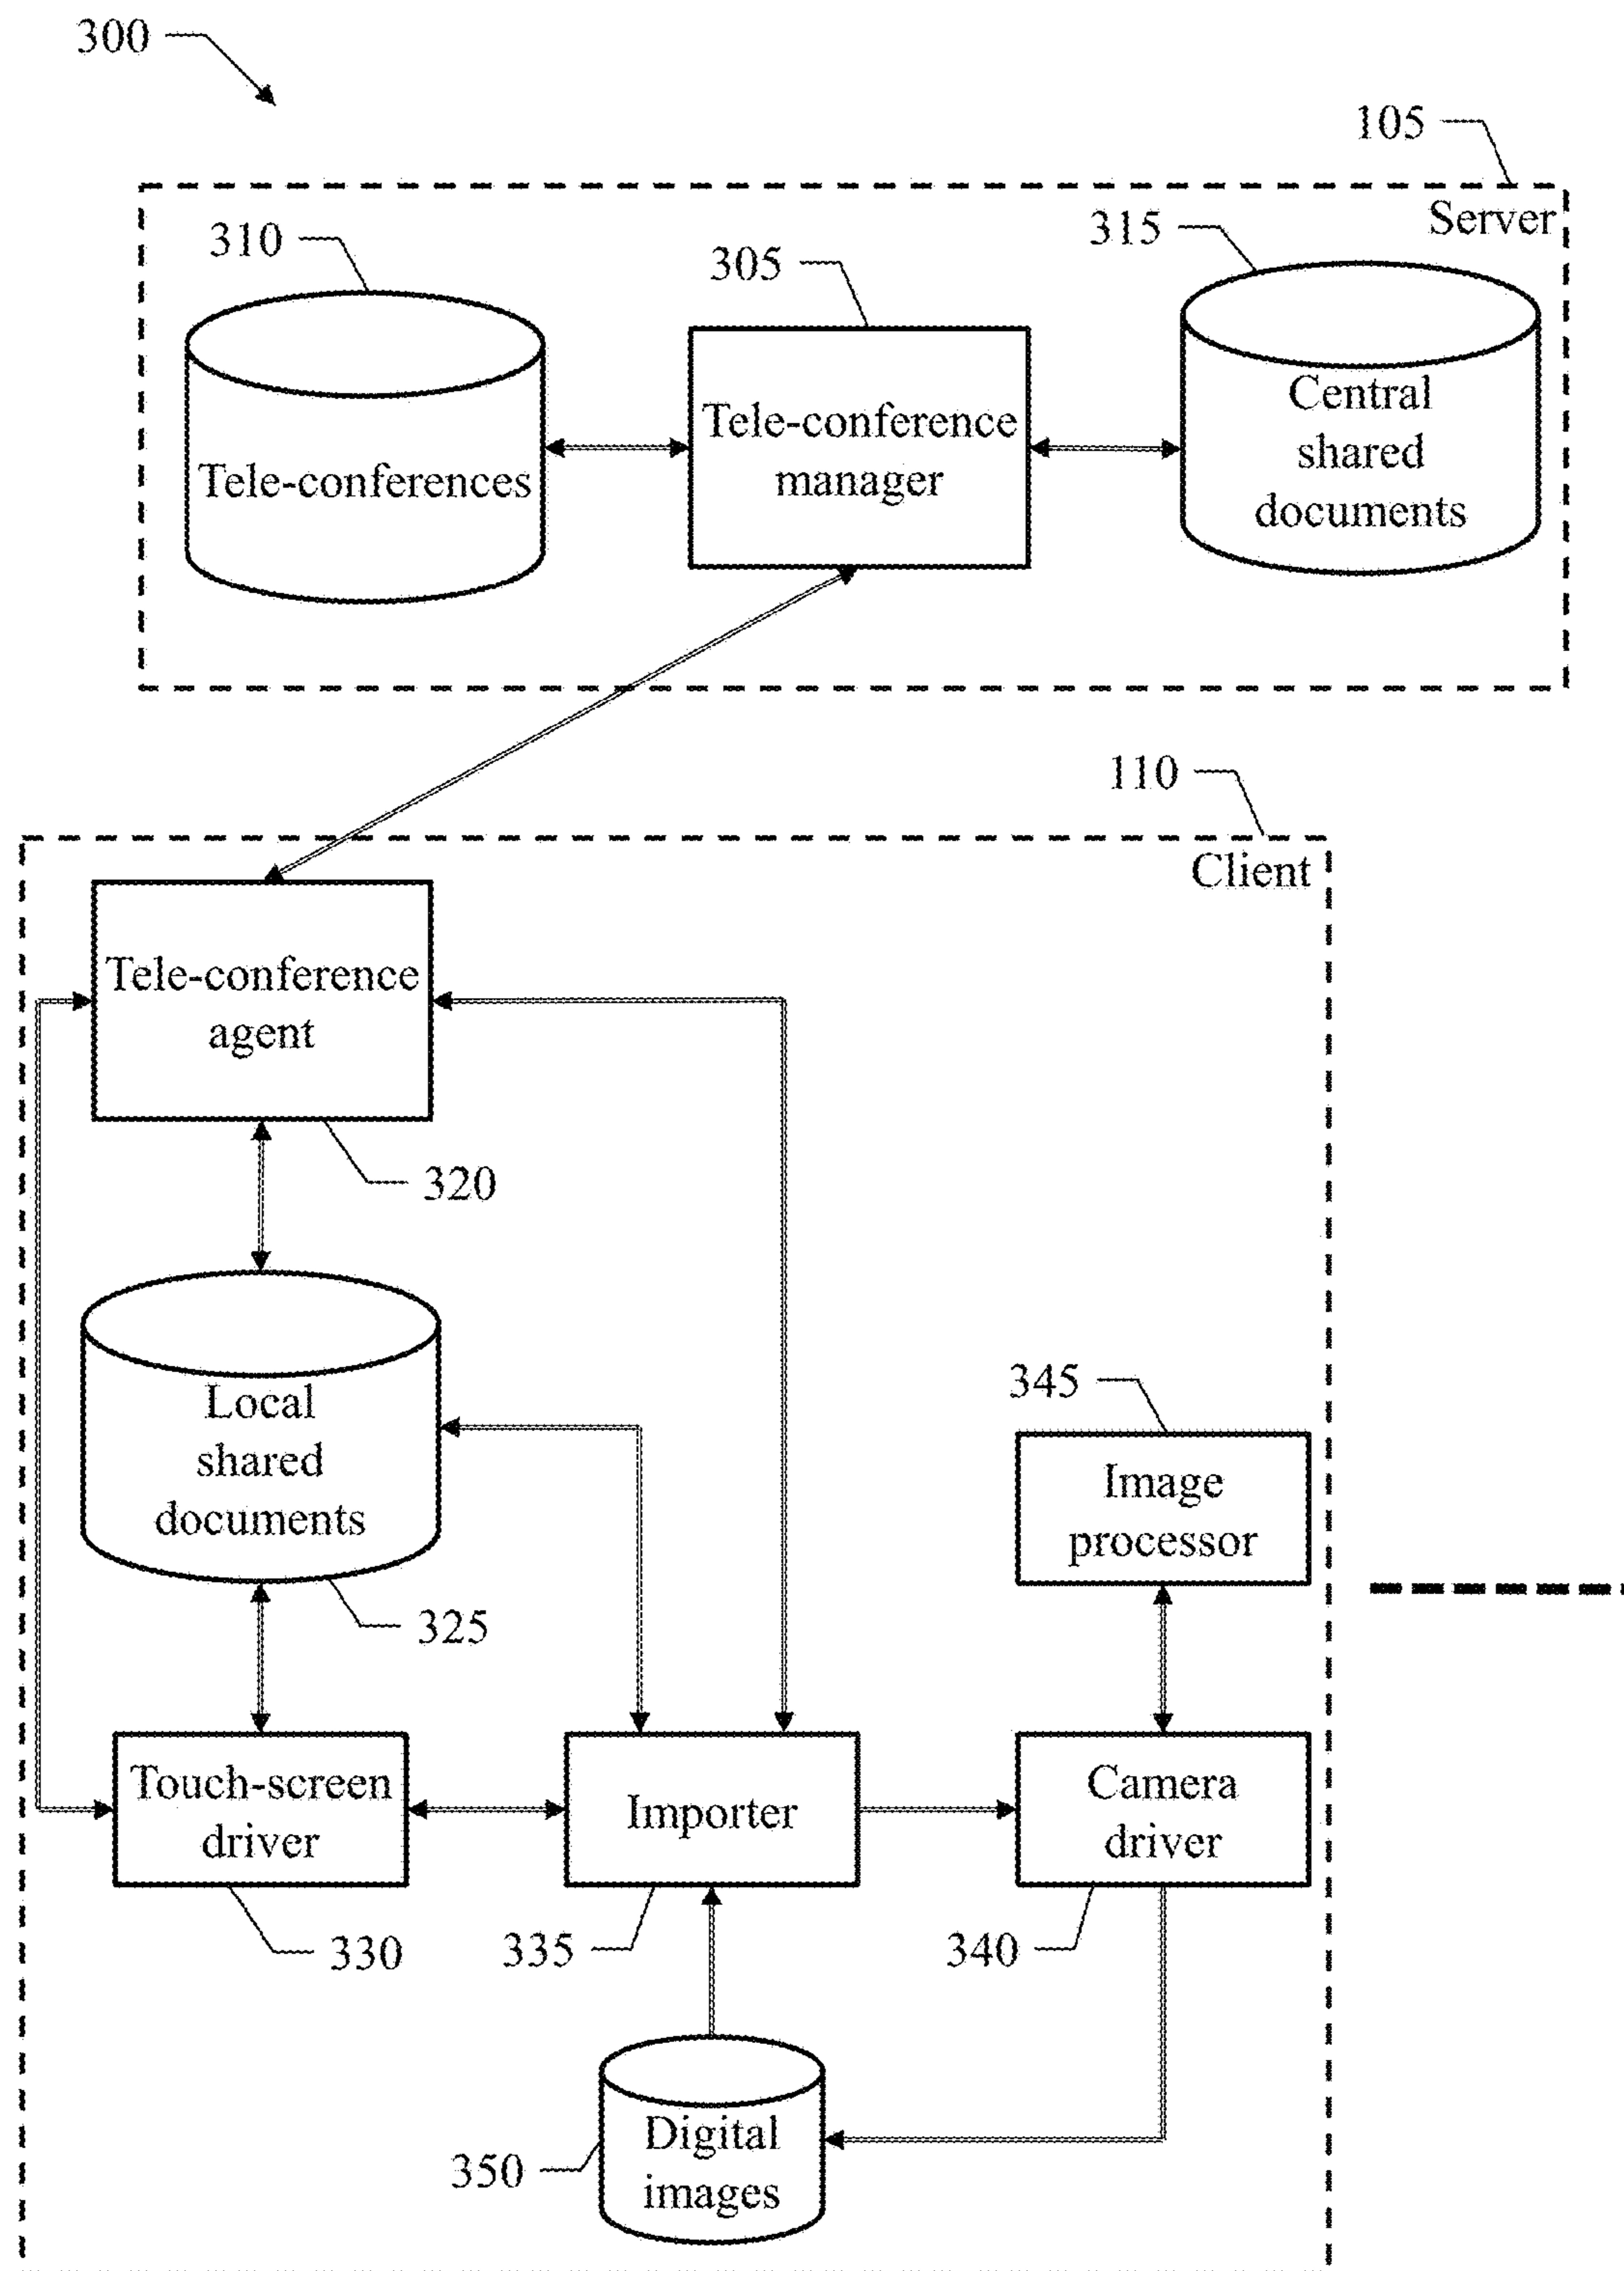 300
105
Server
310
305
315
Tele-conferences
Tele-conference
manager
Central
shared
documents
110
Client
Tele-conference
agent
320
Local
shared
documents
325
345
Image
processor
Touch-screen
driver
Importer
Camera
driver
330
335
340
350
Digital
images